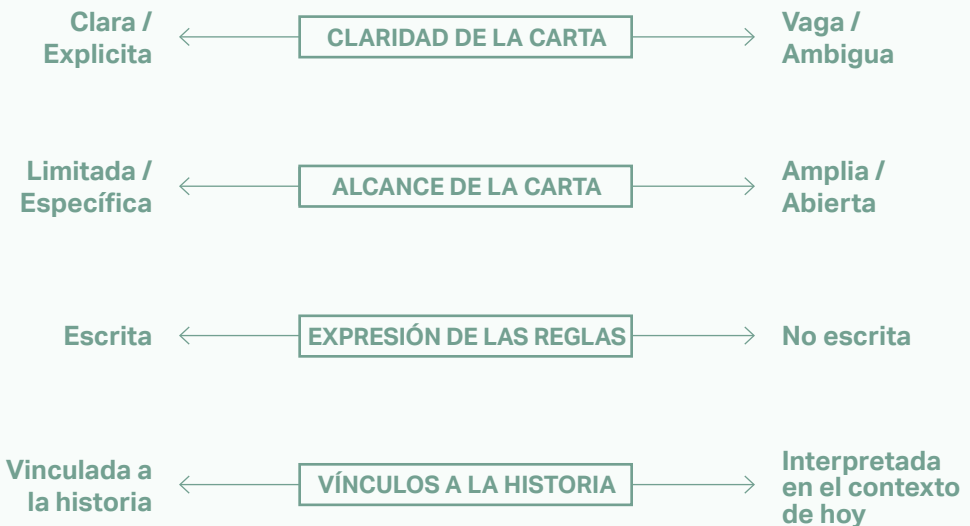 Clara /
Explicita
CLARIDAD DE LA CARTA
Vaga /
Ambigua
Limitada /
Específica
ALCANCE DE LA CARTA
Amplia /
Abierta
Escrita
EXPRESIÓN DE LAS REGLAS
No escrita
Vinculada a
la historia
VÍNCULOS A LA HISTORIA
Interpretada
en el contexto
de hoy